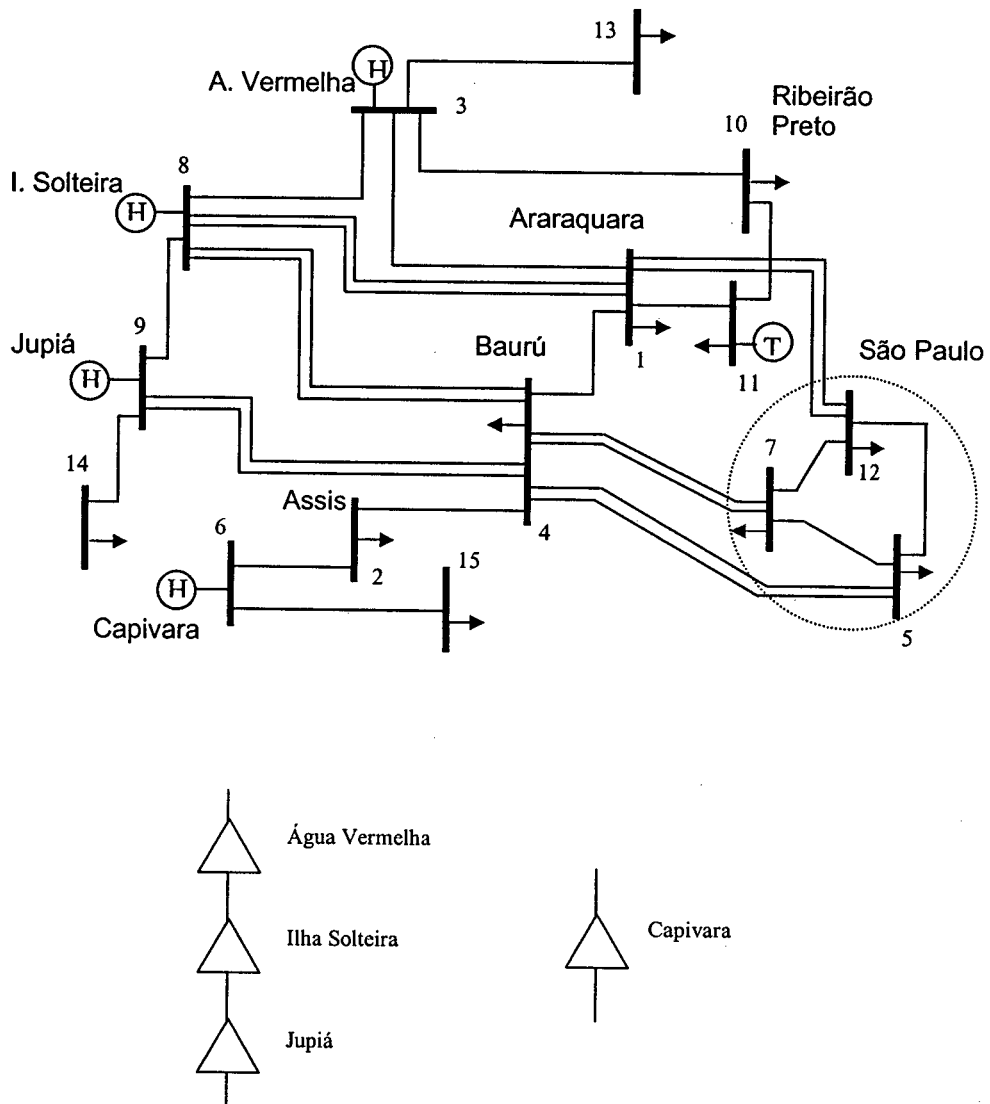 13
A. Vermelha
H
3
Ribeirão
Preto
10
8
I. Solteira
H
Araraquara
9
Jupiá
H
Baurú
1
T
11
São Paulo
7
12
14
Assis
4
6
2
15
H
Capivara
5
Água Vermelha
Ilha Solteira
Jupiá
Capivara